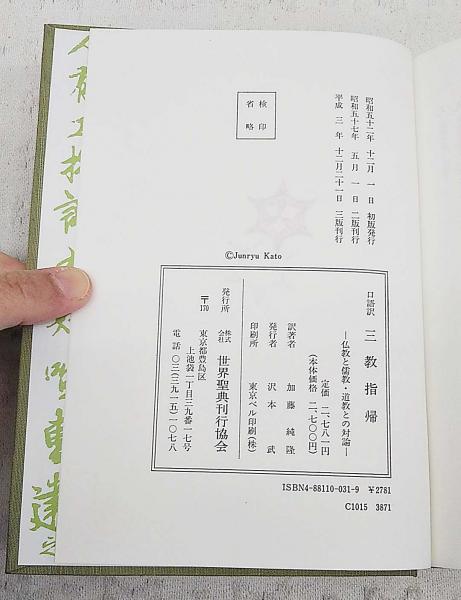 昭和五十二年 十二月 一 日 初版発行
昭和五十七年 五月 一 日 二版刊行
平成 三 年 十二月二十一日 三版刊行
検印
省略
©Junryu Kato
口語訳 三教指帰
―仏教と儒教・道教との対論―
定価 二、七八一円
(本体価格 二、七〇〇円)
訳著者 加藤純隆
発行者 沢本 武
印刷所 東京ベル印刷(株)
発行所 株式会社 世界聖典刊行協会
〒170 東京都豊島区
上池袋一丁目三九番一七号
電話 〇三(三九一五)一〇七八
ISBN4-88110-031-9 ￥2781
C1015 3871